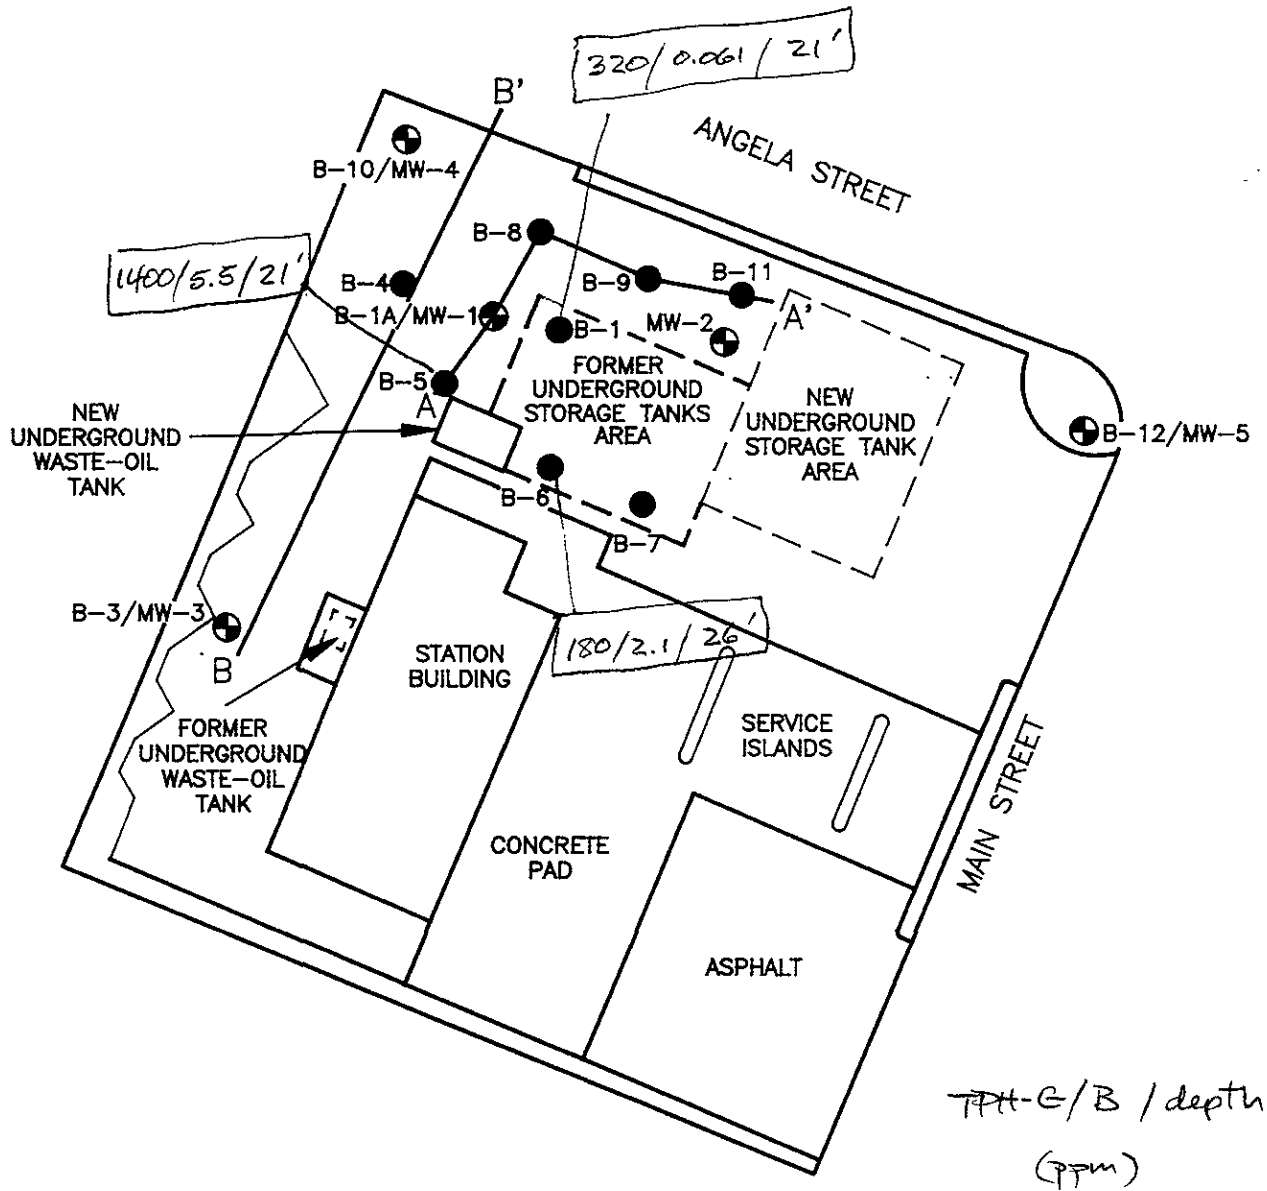 320/0.061/21'
B'
ANGELA STREET
B-10/MW-4
B-8
1400/5.5/21'
B-4
B-9
B-11
B-1A/MW-1
B-1
MW-2
A'
B-5
A
FORMER
UNDERGROUND
STORAGE TANKS
AREA
NEW
UNDERGROUND
STORAGE TANK
AREA
NEW
UNDERGROUND
WASTE-OIL
TANK
B-12/MW-5
B-6
B-7
B-3/MW-3
B
180/2.1/26'
STATION
BUILDING
FORMER
UNDERGROUND
WASTE-OIL
TANK
SERVICE
ISLANDS
MAIN STREET
CONCRETE
PAD
ASPHALT
TPH-G/B/depth
(ppm)